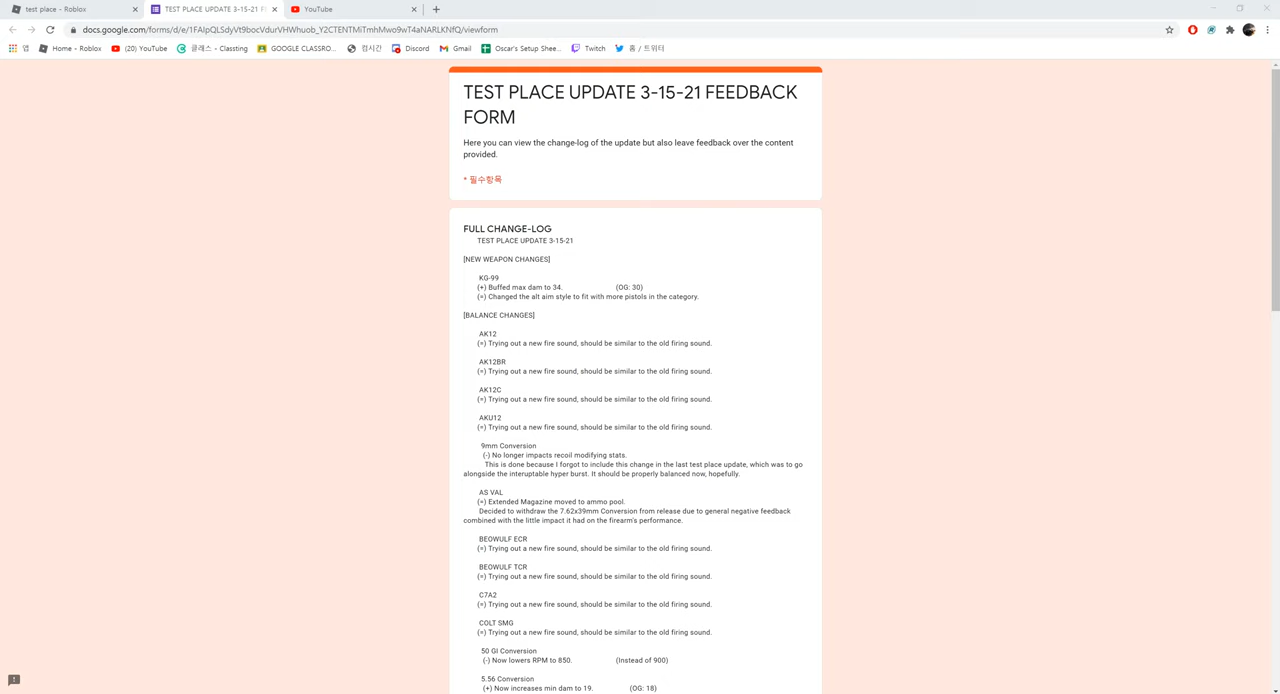 test place - Roblox
TEST PLACE UPDATE 3-15-21 F
YouTube
docs.google.com/forms/d/e/1FAIpQLSdyVt9bocVdurVHWhuob_Y2CTENTMiTmhMwo9wT4aNARLKNfQ/viewform
앱 Home - Roblox (20) YouTube 클래스 - Classting GOOGLE CLASSRO... 컴시간 Discord Gmail Oscar's Setup Shee... Twitch 홈 / 트위터
TEST PLACE UPDATE 3-15-21 FEEDBACK
FORM
Here you can view the change-log of the update but also leave feedback over the content
provided.
* 필수항목
FULL CHANGE-LOG
TEST PLACE UPDATE 3-15-21
[NEW WEAPON CHANGES]
KG-99
(+) Buffed max dam to 34. (OG: 30)
(=) Changed the alt aim style to fit with more pistols in the category.
[BALANCE CHANGES]
AK12
(=) Trying out a new fire sound, should be similar to the old firing sound.
AK12BR
(=) Trying out a new fire sound, should be similar to the old firing sound.
AK12C
(=) Trying out a new fire sound, should be similar to the old firing sound.
AKU12
(=) Trying out a new fire sound, should be similar to the old firing sound.
9mm Conversion
(-) No longer impacts recoil modifying stats.
This is done because I forgot to include this change in the last test place update, which was to go
alongside the interuptable hyper burst. It should be properly balanced now, hopefully.
AS VAL
(=) Extended Magazine moved to ammo pool.
Decided to withdraw the 7.62x39mm Conversion from release due to general negative feedback
combined with the little impact it had on the firearm's performance.
BEOWULF ECR
(=) Trying out a new fire sound, should be similar to the old firing sound.
BEOWULF TCR
(=) Trying out a new fire sound, should be similar to the old firing sound.
C7A2
(=) Trying out a new fire sound, should be similar to the old firing sound.
COLT SMG
(=) Trying out a new fire sound, should be similar to the old firing sound.
50 GI Conversion
(-) Now lowers RPM to 850. (Instead of 900)
5.56 Conversion
(+) Now increases min dam to 19. (OG: 18)